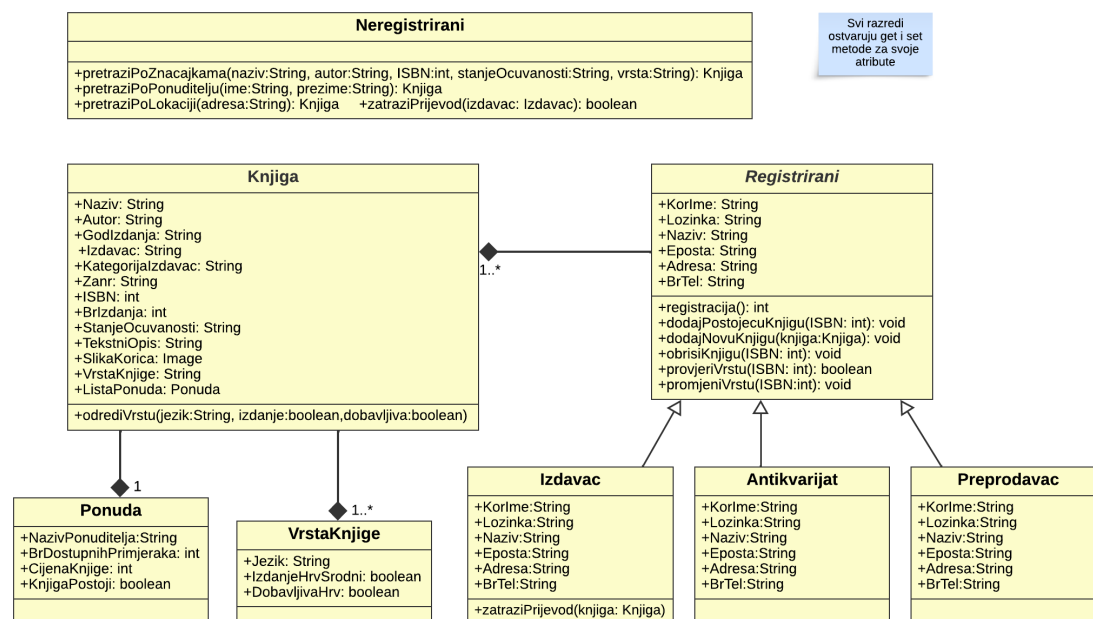 Neregistrirani
+pretraziPoZnacajkama(naziv:String, autor:String, ISBN:int, stanjeOcuvanosti:String, vrsta:String): Knjiga
+pretraziPoPonuditelju(ime:String, prezime:String): Knjiga
+pretraziPoLokaciji(adresa:String): Knjiga +zatraziPrijevod(izdavac: Izdavac): boolean
Svi razredi
ostvaruju get i set
metode za svoje
atribute
Knjiga
+Naziv: String
+Autor: String
+GodIzdanja: String
+Izdavac: String
+KategorijaIzdavac: String
+Zanr: String
+ISBN: int
+BrIzdanja: int
+StanjeOcuvanosti: String
+TekstniOpis: String
+SlikaKorica: Image
+VrstaKnjige: String
+ListaPonuda: Ponuda
+odrediVrstu(jezik:String, izdanje:boolean,dobavljiva:boolean)
1..*
Registrirani
+KorIme: String
+Lozinka: String
+Naziv: String
+Eposta: String
+Adresa: String
+BrTel: String
+registracija(): int
+dodajPostojecuKnjigu(ISBN: int): void
+dodajNovuKnjigu(knjiga:Knjiga): void
+obrisiKnjigu(ISBN: int): void
+provjeriVrstu(ISBN: int): boolean
+promjeniVrstu(ISBN:int): void
1
Ponuda
+NazivPonuditelja:String
+BrDostupnihPrimjeraka: int
+CijenaKnjige: int
+KnjigaPostoji: boolean
1..*
VrstaKnjige
+Jezik: String
+IzdanjeHrvSrodni: boolean
+DobavljivaHrv: boolean
Izdavac
+KorIme:String
+Lozinka:String
+Naziv:String
+Eposta:String
+Adresa:String
+BrTel:String
+zatraziPrijevod(knjiga: Knjiga)
Antikvarijat
+KorIme:String
+Lozinka:String
+Naziv:String
+Eposta:String
+Adresa:String
+BrTel:String
Preprodavac
+KorIme:String
+Lozinka:String
+Naziv:String
+Eposta:String
+Adresa:String
+BrTel:String